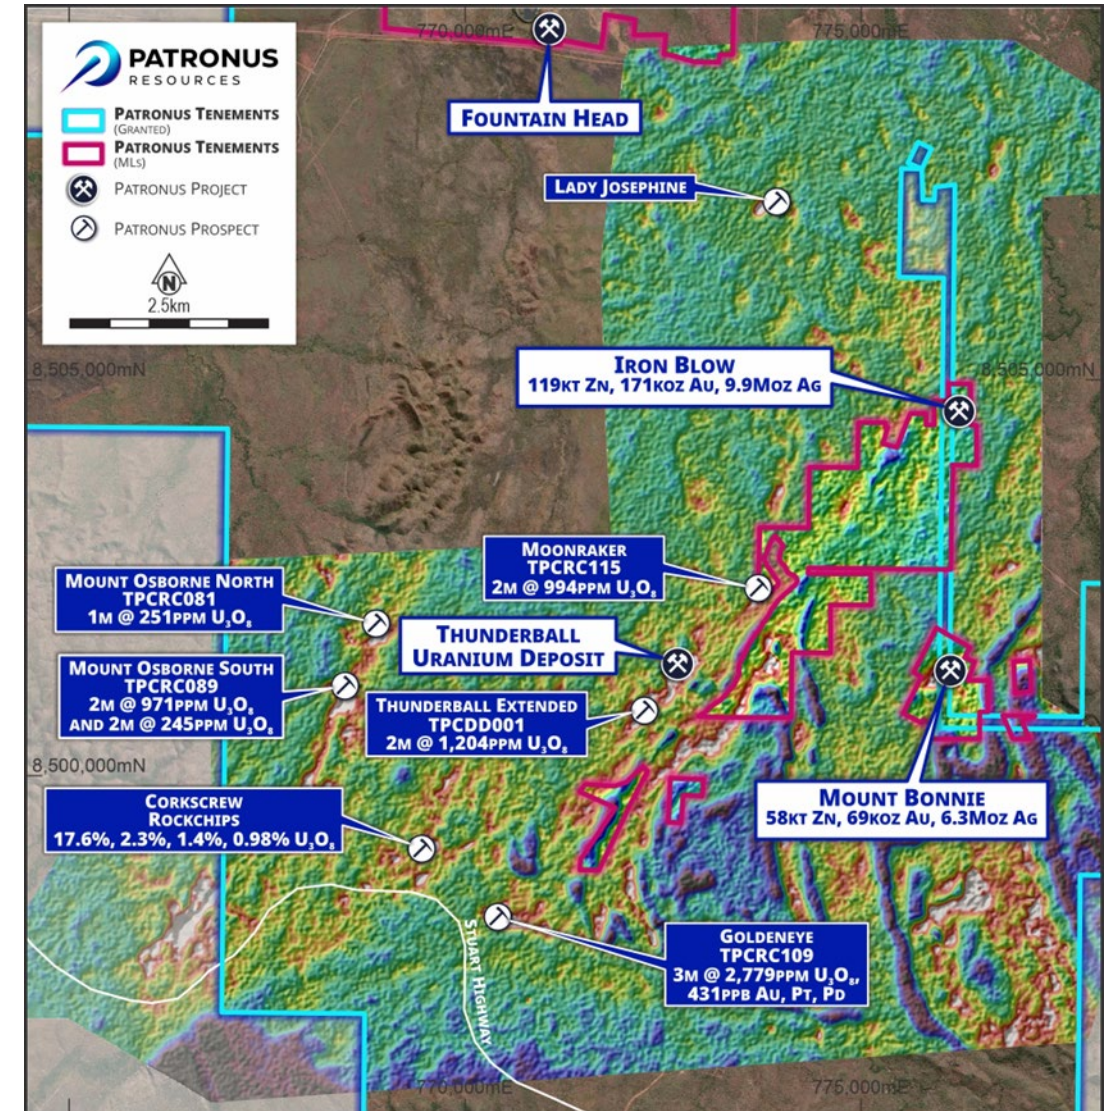 770,000mE
775,000mE
PATRONUS
RESOURCES
PATRONUS TENEMENTS
(GRANTED)
PATRONUS TENEMENTS
(MLS)
PATRONUS PROJECT
PATRONUS PROSPECT
N
2.5km
FOUNTAIN HEAD
LADY JOSEPHINE
IRON BLOW
119KT ZN, 171KOZ AU, 9.9MOZ AG
8,505,000mN
8,505,000mN
MOONRAKER
TPCRC115
2M @ 994PPM U₃O₈
MOUNT OSBORNE NORTH
TPCRC081
1M @ 251PPM U₃O₈
THUNDERBALL
URANIUM DEPOSIT
MOUNT OSBORNE SOUTH
TPCRC089
2M @ 971PPM U₃O₈
AND 2M @ 245PPM U₃O₈
THUNDERBALL EXTENDED
TPCDD001
2M @ 1,204PPM U₃O₈
8,500,000mN
MOUNT BONNIE
58KT ZN, 69KOZ AU, 6.3MOZ AG
CORKSCREW
ROCKCHIPS
17.6%, 2.3%, 1.4%, 0.98% U₃O₈
STUART HIGHWAY
GOLDENEYE
TPCRC109
3M @ 2,779PPM U₃O₈,
431PPB AU, PT, PD
770,000mE
775,000mE